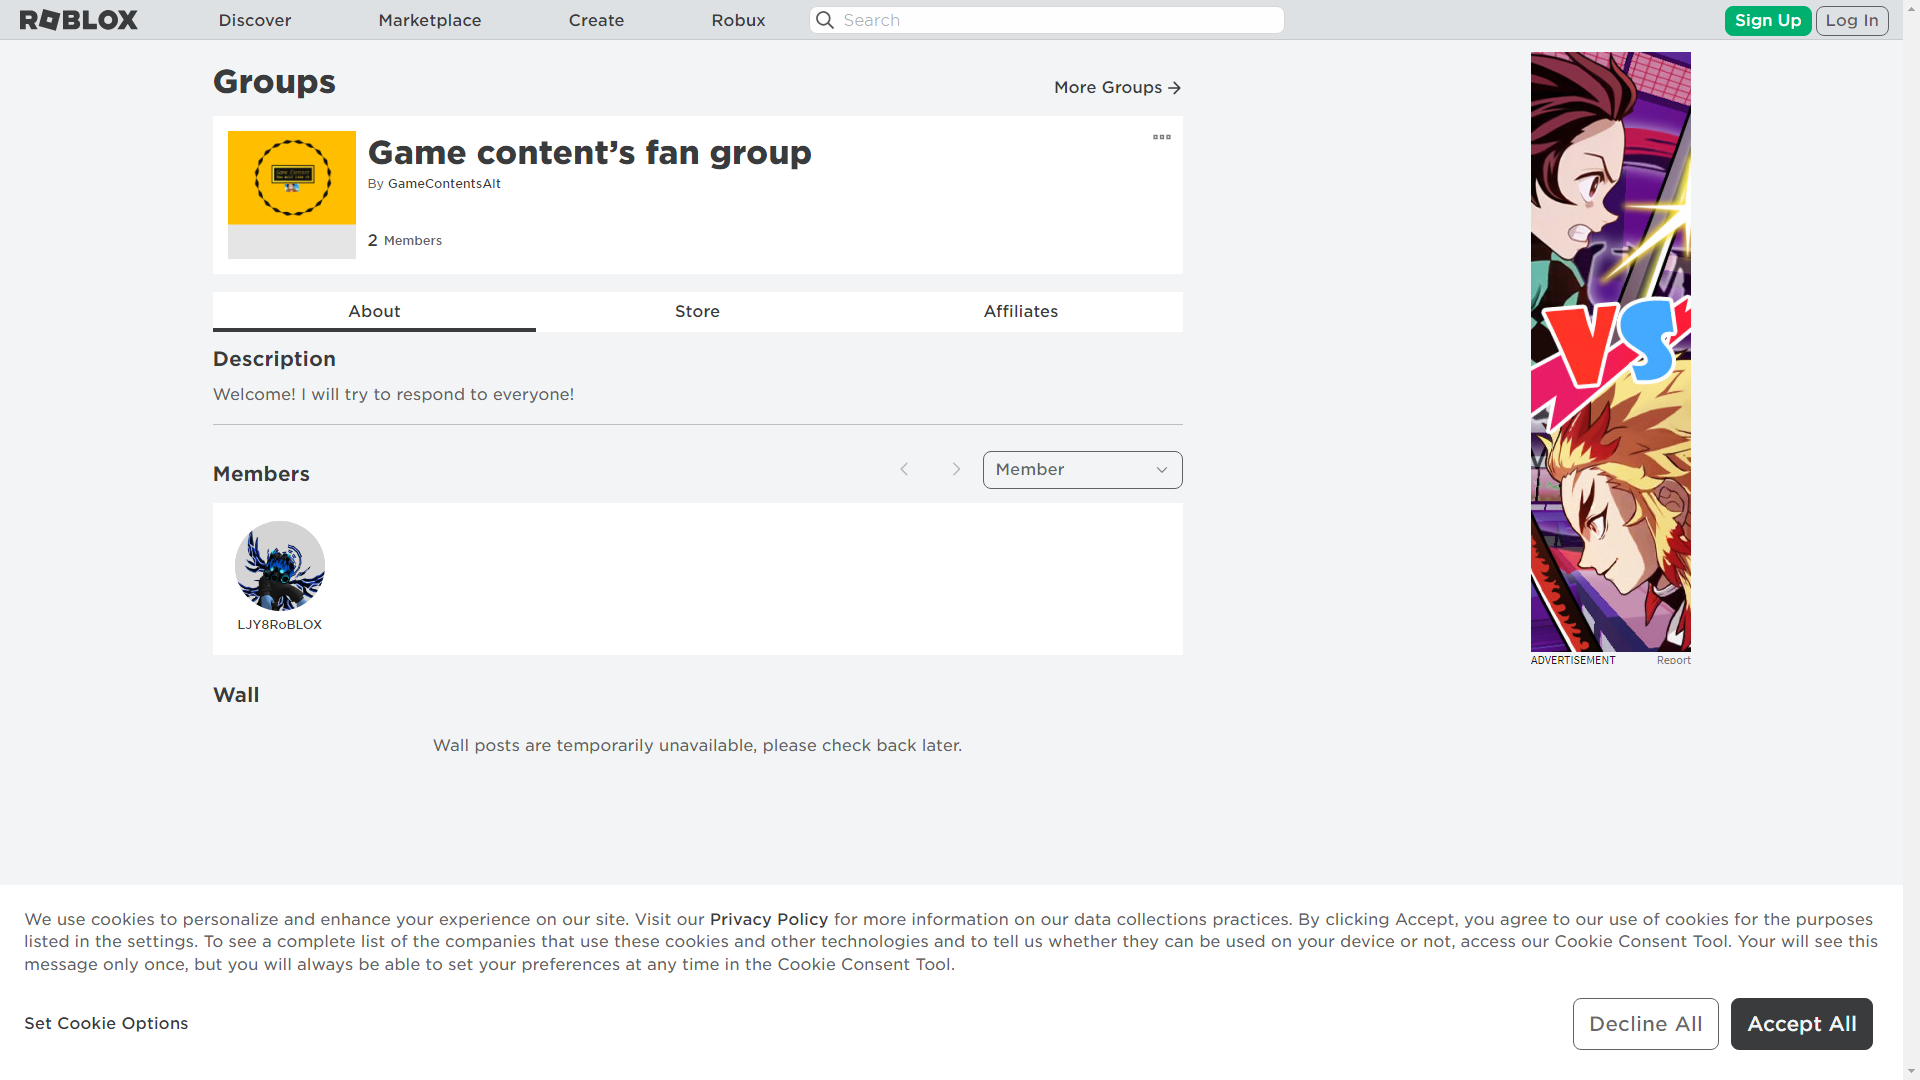 ROBLOX Discover Marketplace Create Robux Search Sign Up Log In
Groups
More Groups
Game content’s fan group
By GameContentsAlt
2 Members
About Store Affiliates
Description
Welcome! I will try to respond to everyone!
Members
Member
LJY8RoBLOX
Wall
Wall posts are temporarily unavailable, please check back later.
VS
ADVERTISEMENT Report
We use cookies to personalize and enhance your experience on our site. Visit our Privacy Policy for more information on our data collections practices. By clicking Accept, you agree to our use of cookies for the purposes
listed in the settings. To see a complete list of the companies that use these cookies and other technologies and to tell us whether they can be used on your device or not, access our Cookie Consent Tool. Your will see this
message only once, but you will always be able to set your preferences at any time in the Cookie Consent Tool.
Set Cookie Options
Decline All
Accept All